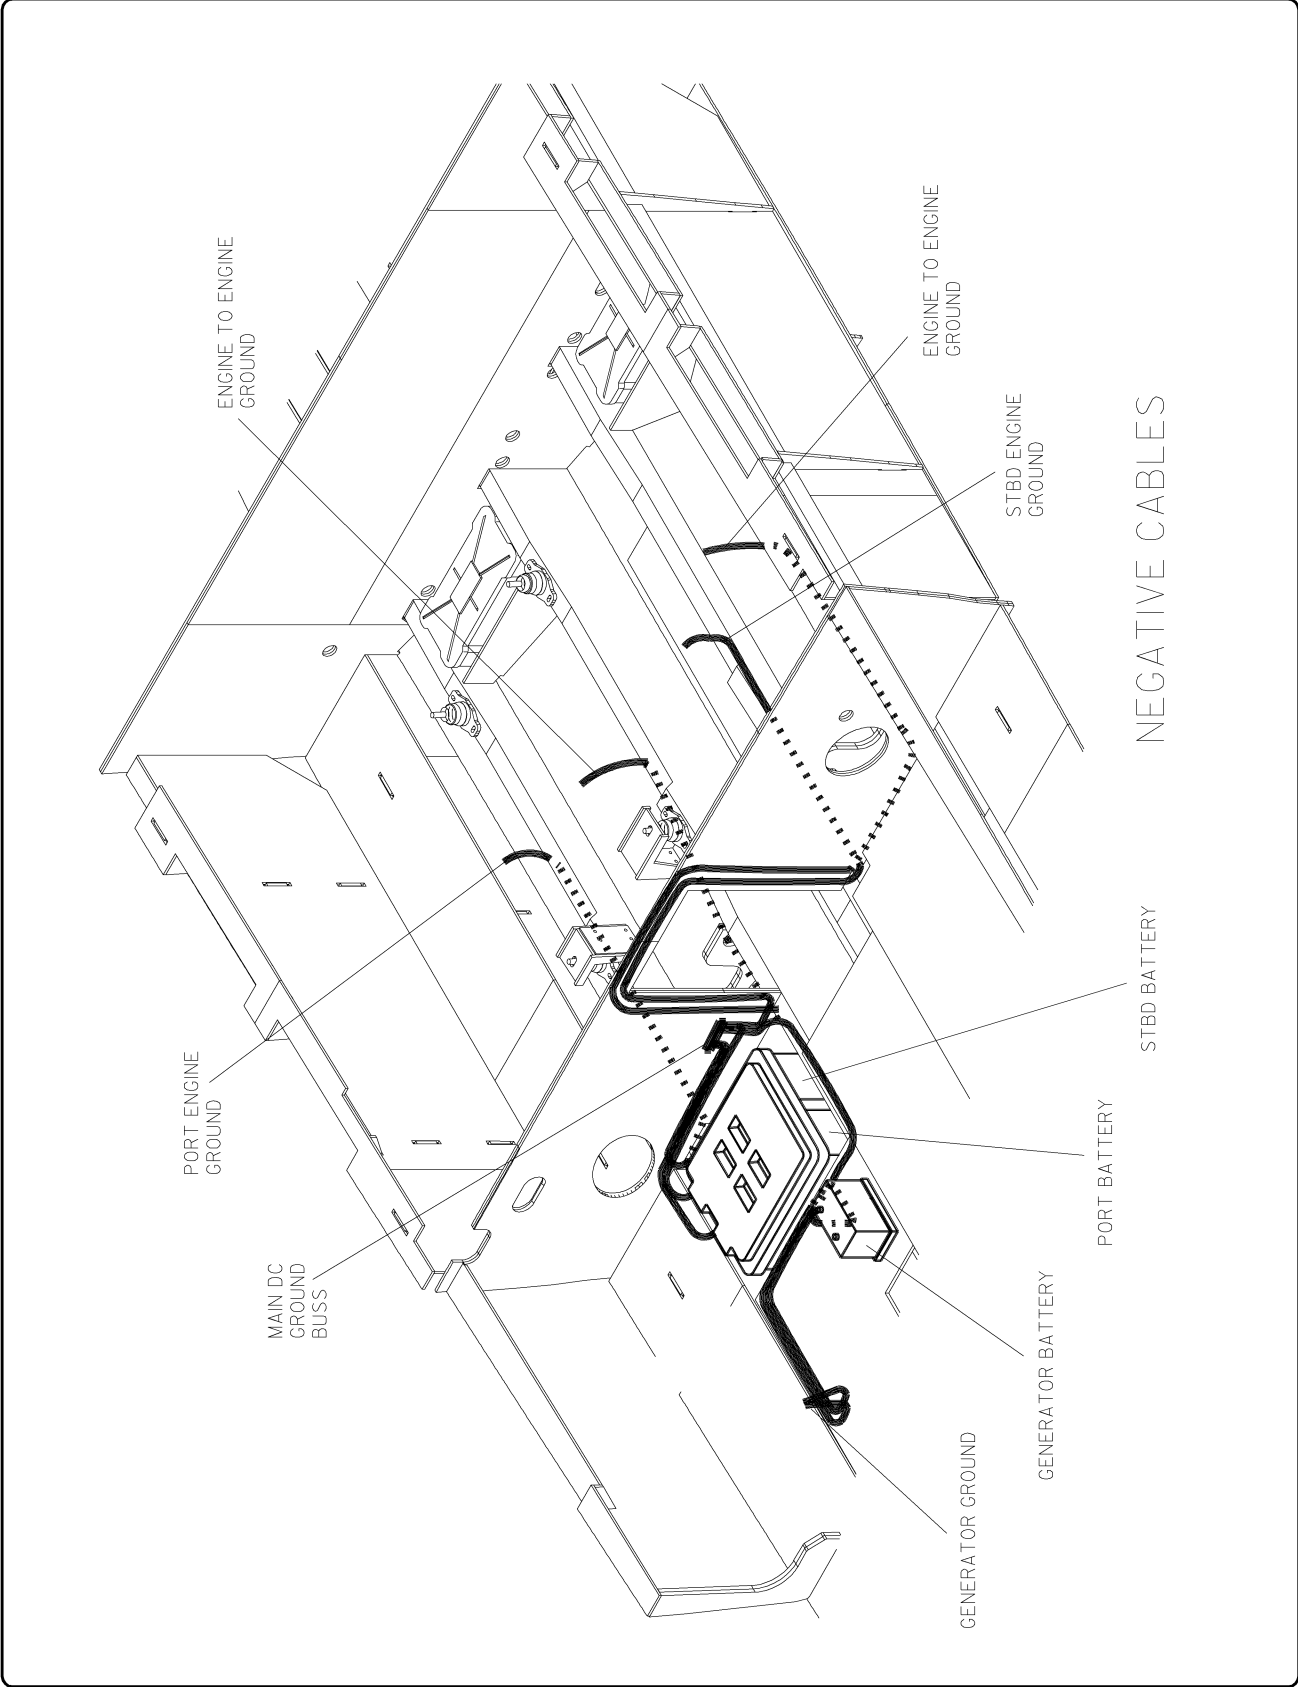 ENGINE TO ENGINE
GROUND
PORT ENGINE
GROUND
MAIN DC
GROUND
BUSS
ENGINE TO ENGINE
GROUND
STBD ENGINE
GROUND
STBD BATTERY
PORT BATTERY
GENERATOR BATTERY
GENERATOR GROUND
NEGATIVE CABLES